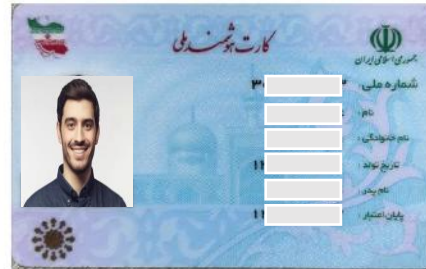 کارت هوشمند ملی
جمهوری اسلامی ایران
شماره ملی :
نام :
نام خانوادگی :
تاریخ تولد :
نام پدر :
پایان اعتبار :